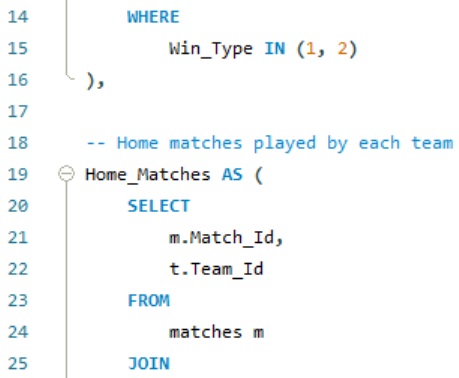 14 WHERE
15 Win_Type IN (1, 2)
16 ),
17
18 -- Home matches played by each team
19 Home_Matches AS (
20 SELECT
21 m.Match_Id,
22 t.Team_Id
23 FROM
24 matches m
25 JOIN